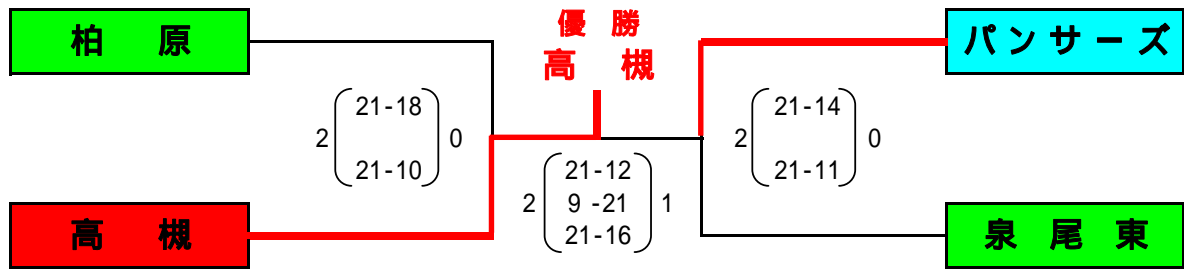 柏原
優勝
高槻
パンサーズ
2 21-18 0
21-10
2 21-14 0
21-11
21-12
2 9 -21 1
21-16
高槻
泉尾東